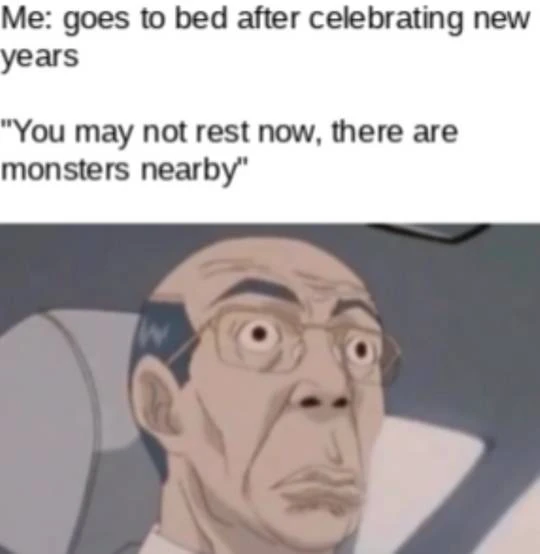 Me: goes to bed after celebrating new
years
"You may not rest now, there are
monsters nearby"